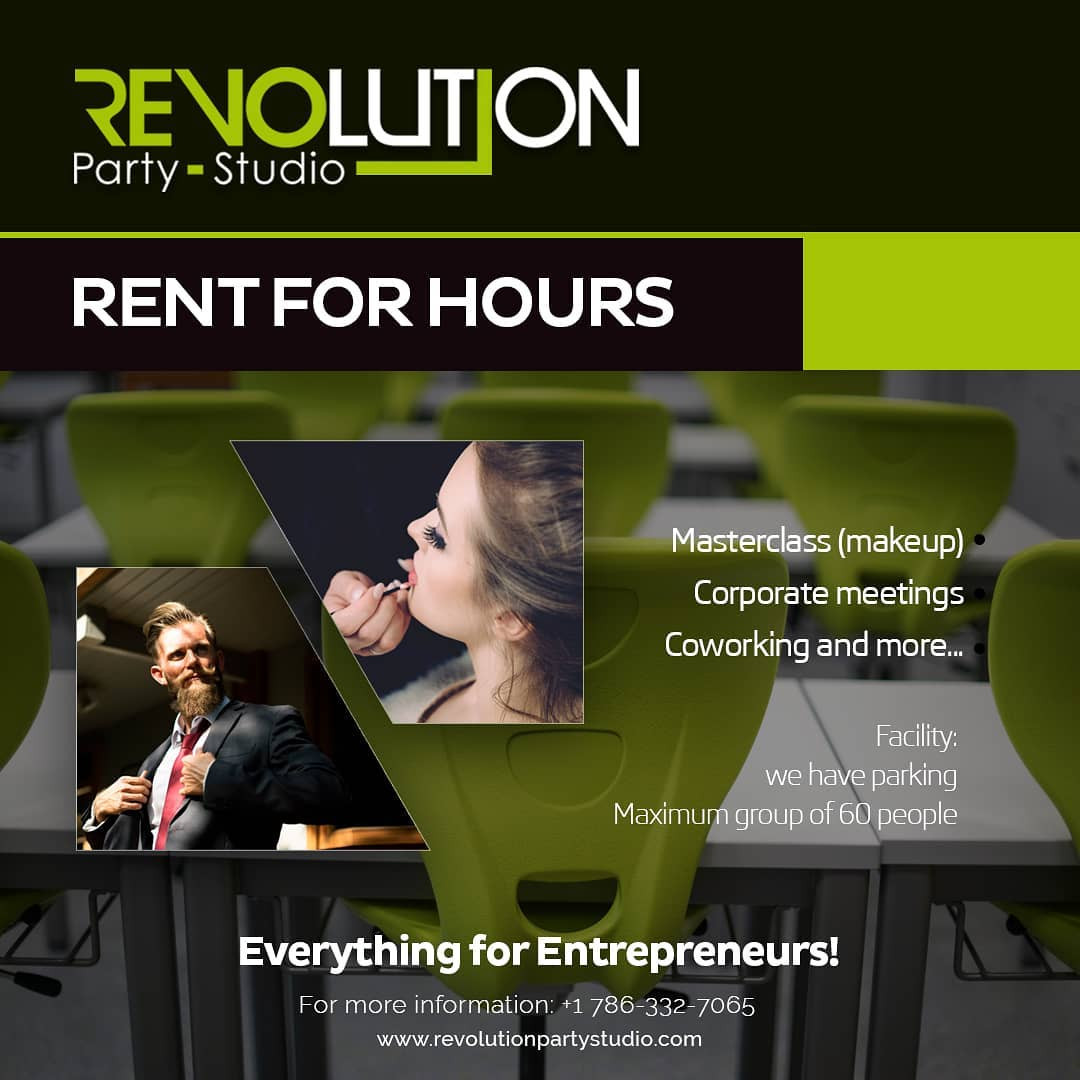 REVOLUTION
Party - Studio
RENT FOR HOURS
Masterclass (makeup) •
Corporate meetings •
Coworking and more... •
Facility:
we have parking
Maximum group of 60 people
Everything for Entrepreneurs!
For more information: +1 786-332-7065
www.revolutionpartystudio.com